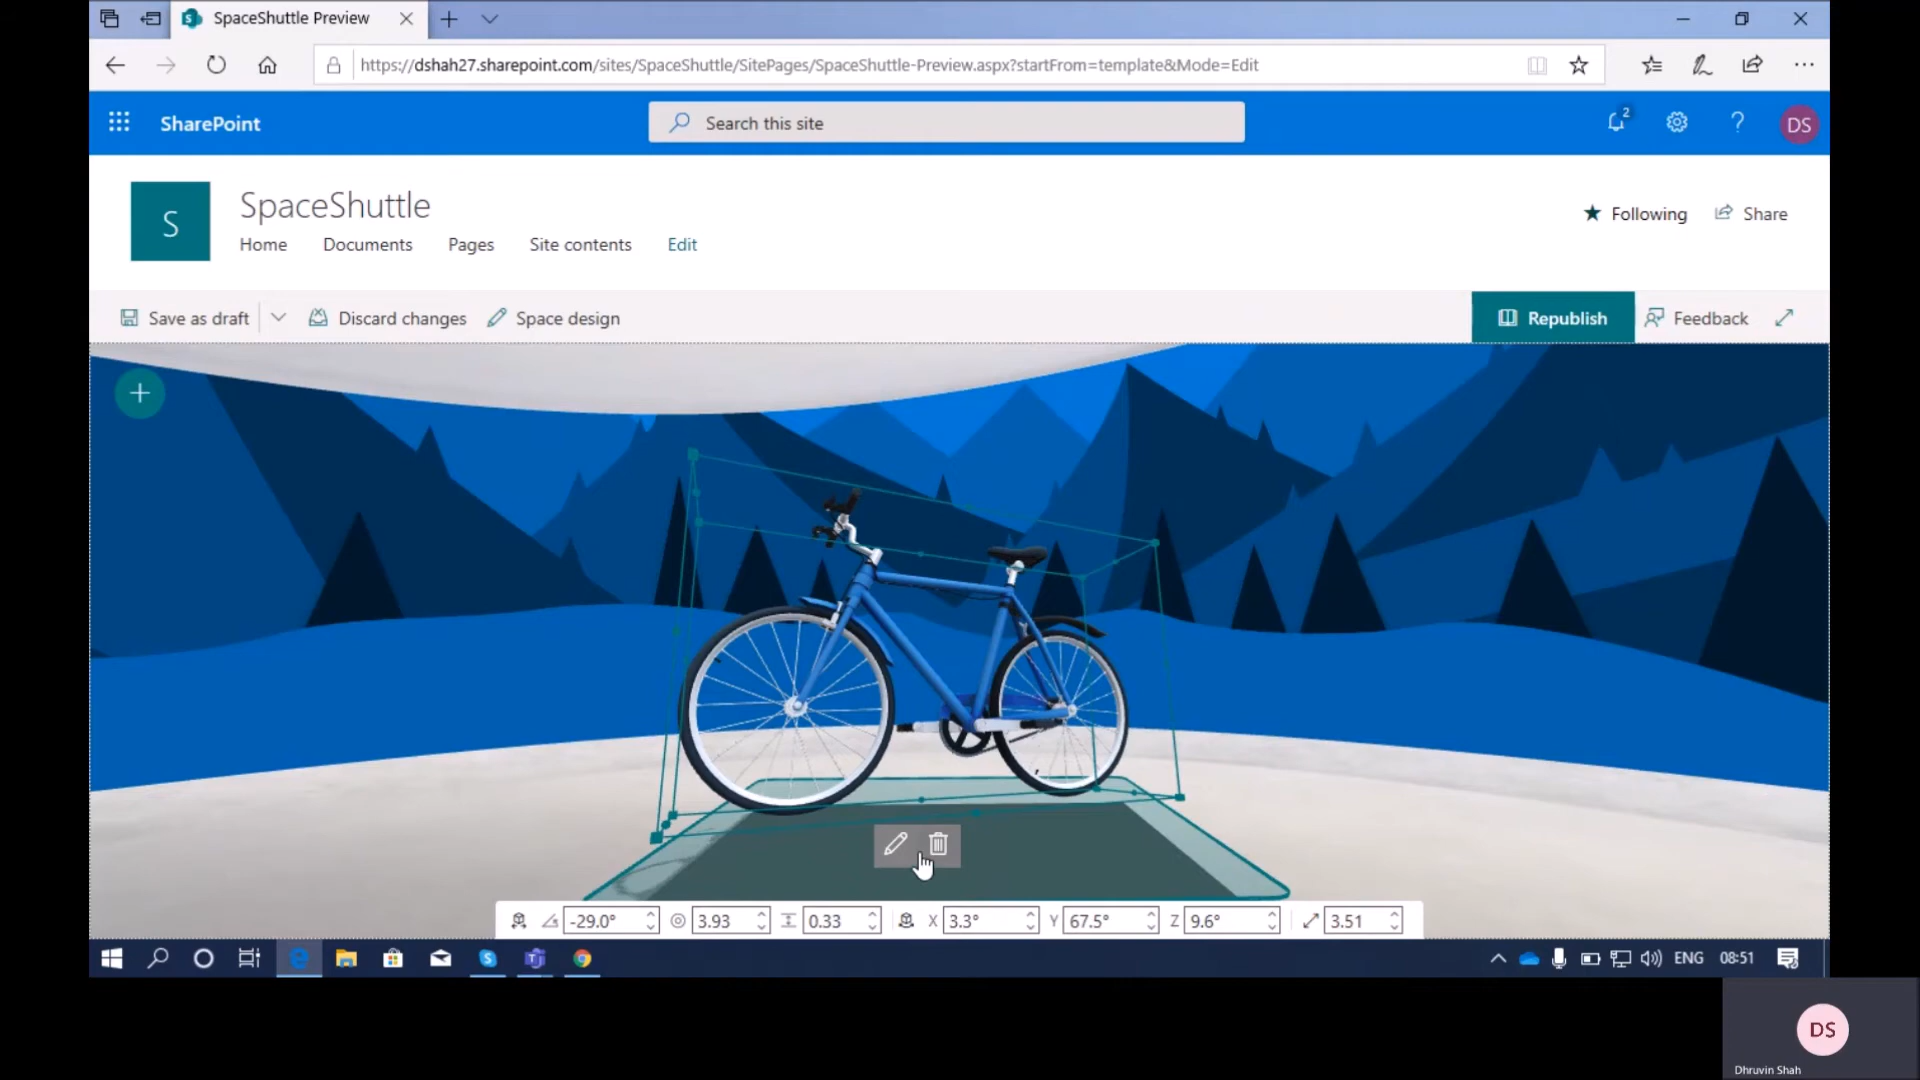 SpaceShuttle Preview
https://dshah27.sharepoint.com/sites/SpaceShuttle/SitePages/SpaceShuttle-Preview.aspx?startFrom=template&Mode=Edit
SharePoint
Search this site
2
DS
S
SpaceShuttle
Home Documents Pages Site contents Edit
Following Share
Save as draft Discard changes Space design
Republish Feedback
-29.0° 3.93 0.33 X 3.3° Y 67.5° Z 9.6° 3.51
ENG 08:51
DS
Dhruvin Shah